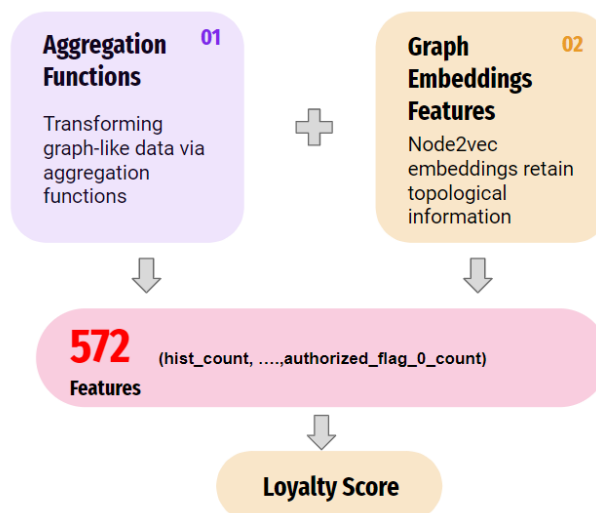 Aggregation
Functions
01
Transforming
graph-like data via
aggregation
functions
Graph
Embeddings
Features
02
Node2vec
embeddings retain
topological
information
572
Features
(hist_count, ….,authorized_flag_0_count)
Loyalty Score